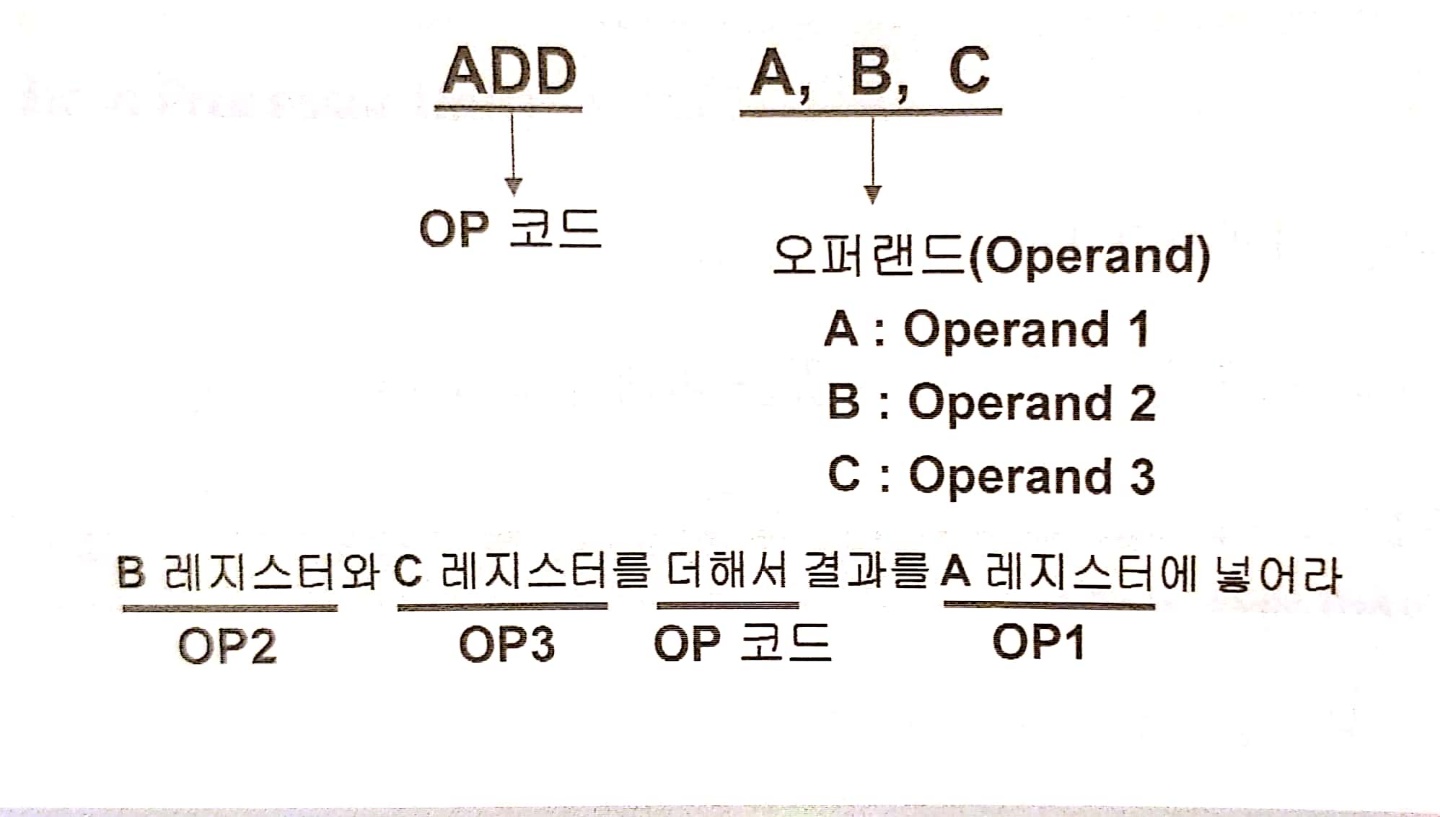 ADD A, B, C
OP 코드
오퍼랜드(Operand)
A : Operand 1
B : Operand 2
C : Operand 3
B 레지스터와 C 레지스터를 더해서 결과를 A 레지스터에 넣어라
OP2 OP3 OP 코드 OP1